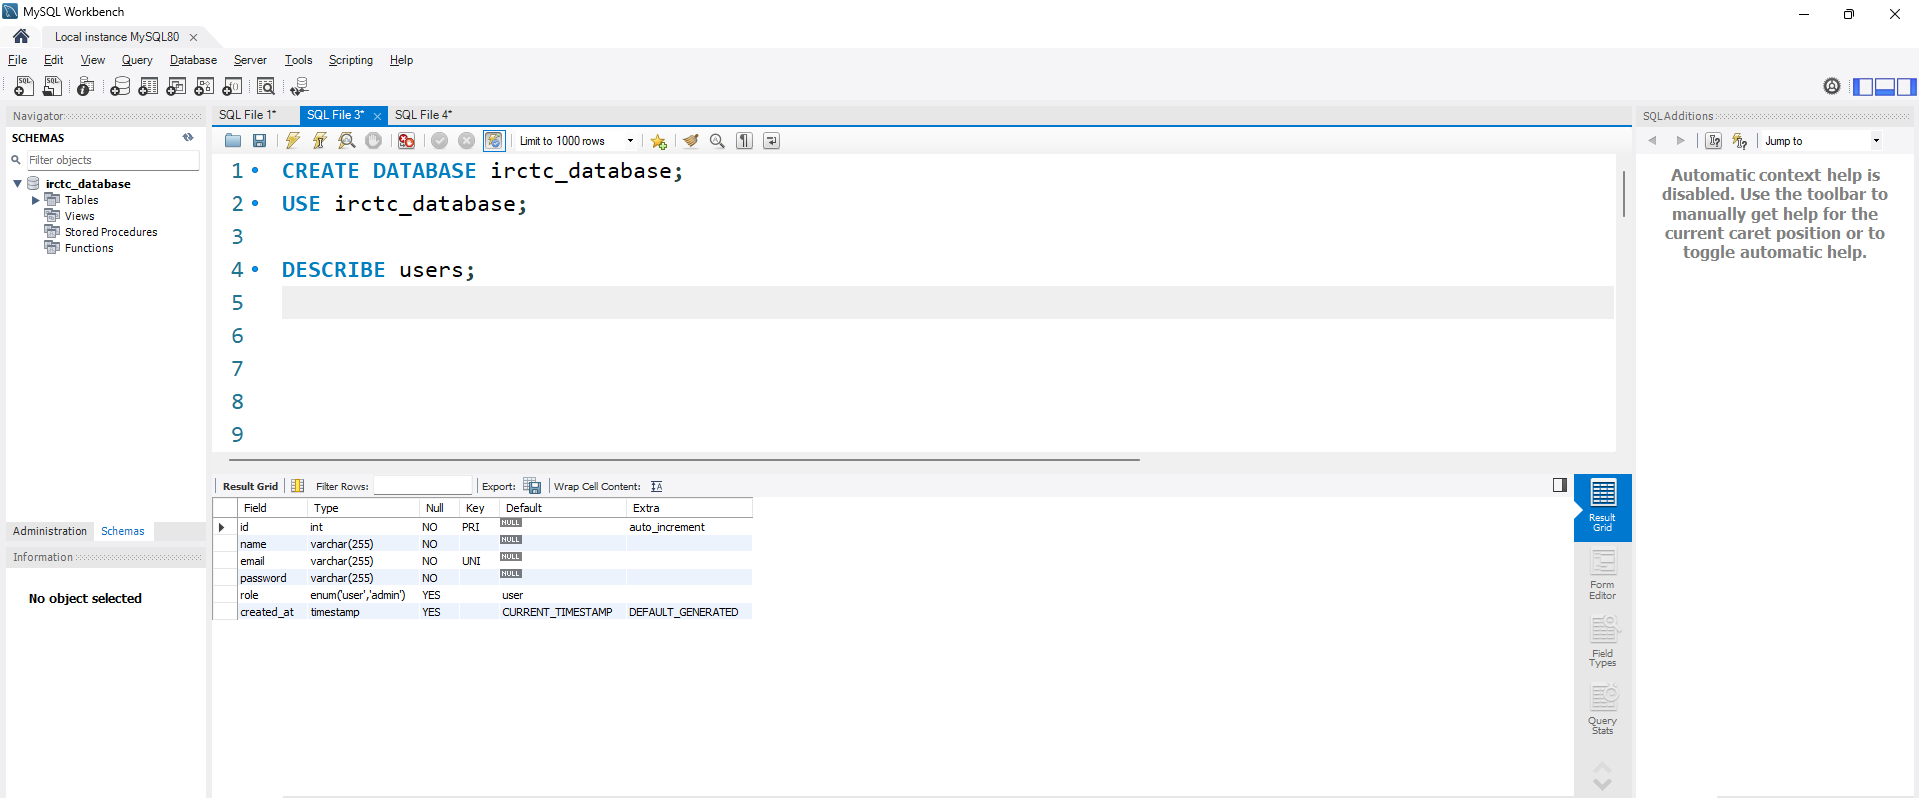 MySQL Workbench
Local instance MySQL80
File Edit View Query Database Server Tools Scripting Help
Navigator
SCHEMAS
Filter objects
irctc_database
Tables
Views
Stored Procedures
Functions
Administration Schemas
Information
No object selected
SQL File 1* SQL File 3* SQL File 4*
Limit to 1000 rows
1 CREATE DATABASE irctc_database;
2 USE irctc_database;
3
4 DESCRIBE users;
5
6
7
8
9
Result Grid Filter Rows: Export: Wrap Cell Content:
Field Type Null Key Default Extra
id int NO PRI NULL auto_increment
name varchar(255) NO NULL
email varchar(255) NO UNI NULL
password varchar(255) NO NULL
role enum('user','admin') YES user
created_at timestamp YES CURRENT_TIMESTAMP DEFAULT_GENERATED
Result
Grid
Form
Editor
Field
Types
Query
Stats
SQLAdditions
Jump to
Automatic context help is
disabled. Use the toolbar to
manually get help for the
current caret position or to
toggle automatic help.